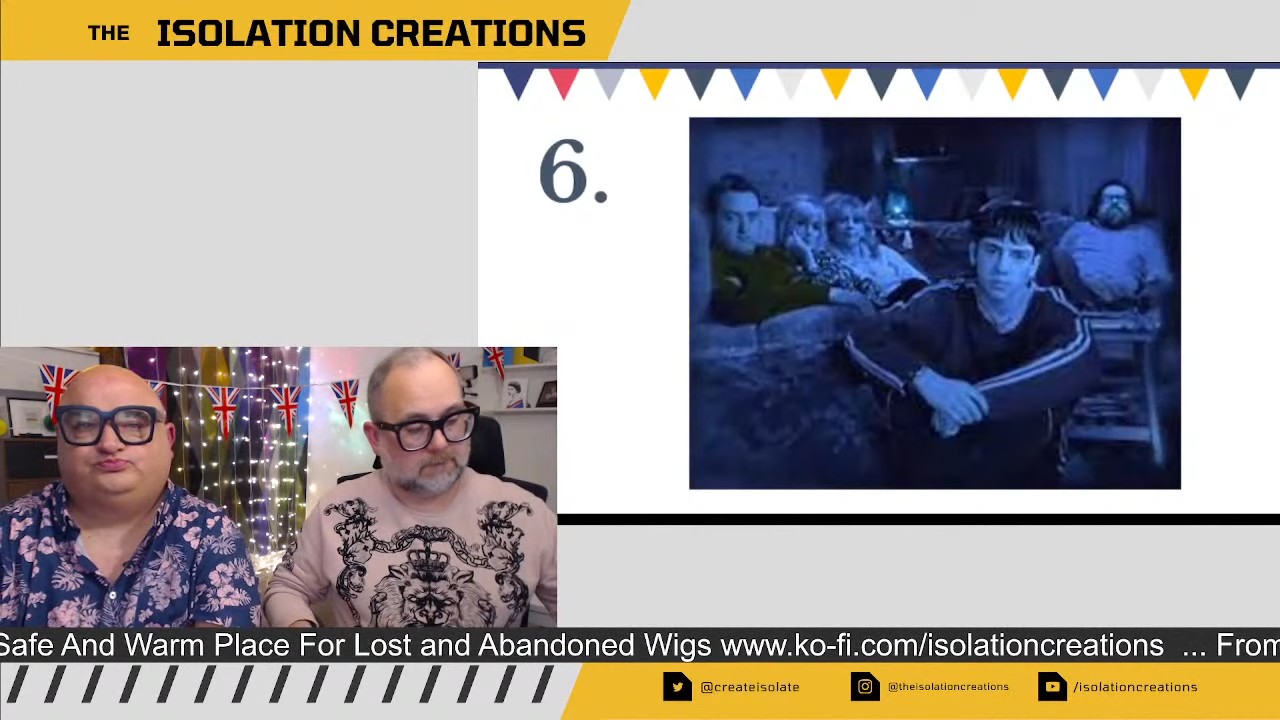 THE ISOLATION CREATIONS
6.
Safe And Warm Place For Lost and Abandoned Wigs www.ko-fi.com/isolationcreations ... From
@createisolate @theisolationcreations /isolationcreations